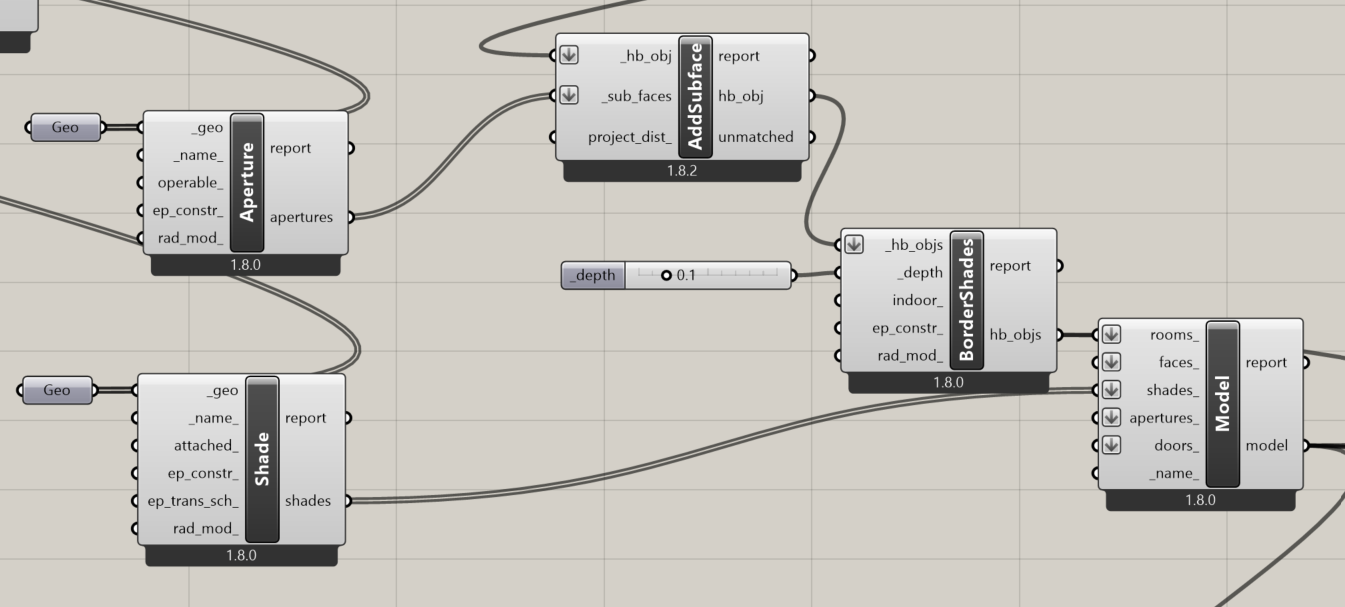 Geo
_geo
_name_
operable_
ep_constr_
rad_mod_
Aperture
report
apertures
1.8.0
_hb_obj
_sub_faces
project_dist_
AddSubface
report
hb_obj
unmatched
1.8.2
_depth
0.1
_hb_objs
_depth
indoor_
ep_constr_
rad_mod_
BorderShades
report
hb_objs
1.8.0
Geo
_geo
_name_
attached_
ep_constr_
ep_trans_sch_
rad_mod_
Shade
report
shades
1.8.0
rooms_
faces_
shades_
apertures_
doors_
_name_
Model
report
model
1.8.0